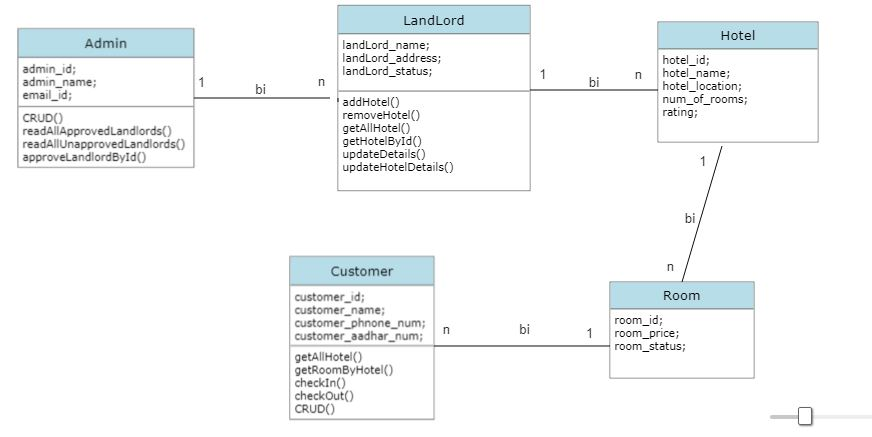 Admin
admin_id;
admin_name;
email_id;
CRUD()
readAllApprovedLandlords()
readAllUnapprovedLandlords()
approveLandlordById()
1
bi
n
LandLord
landLord_name;
landLord_address;
landLord_status;
addHotel()
removeHotel()
getAllHotel()
getHotelById()
updateDetails()
updateHotelDetails()
1
bi
n
Hotel
hotel_id;
hotel_name;
hotel_location;
num_of_rooms;
rating;
1
bi
n
Customer
customer_id;
customer_name;
customer_phnone_num;
customer_aadhar_num;
getAllHotel()
getRoomByHotel()
checkIn()
checkOut()
CRUD()
n
bi
1
Room
room_id;
room_price;
room_status;